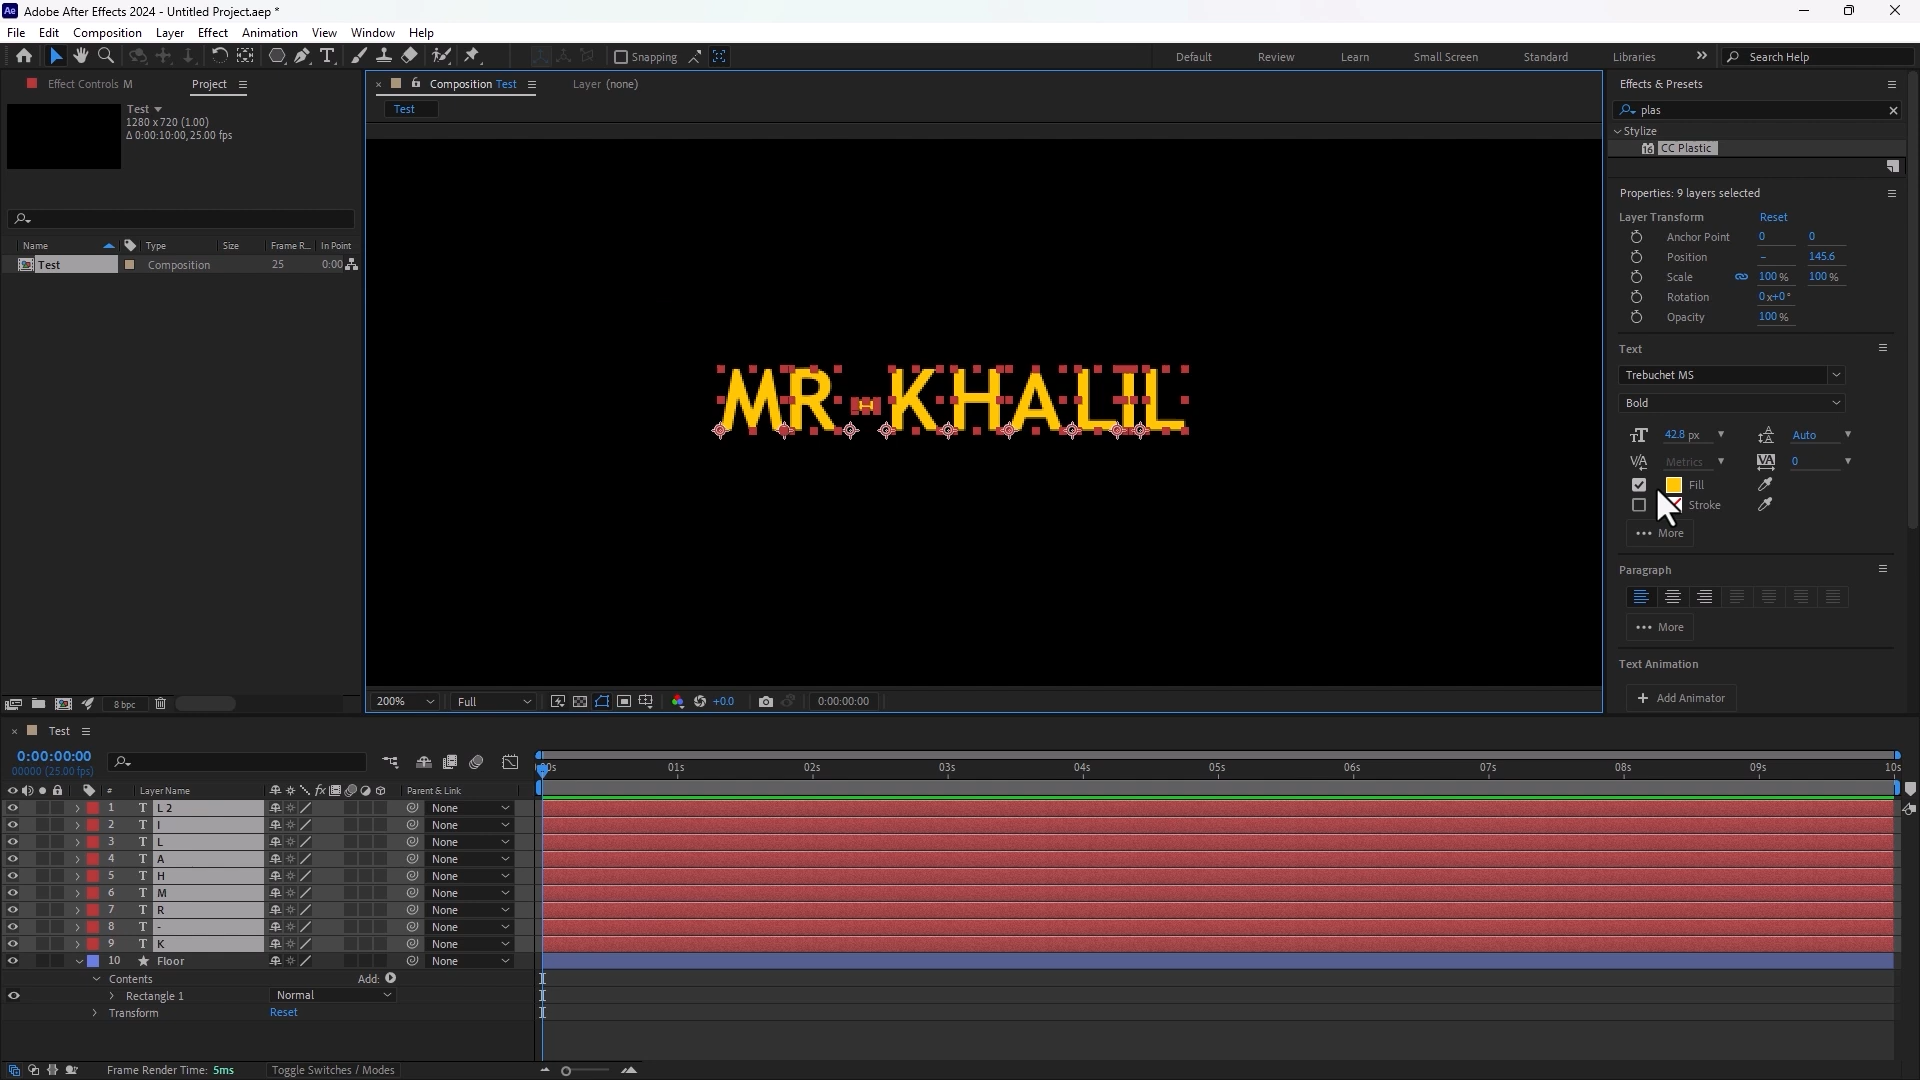 Ae Adobe After Effects 2024 - Untitled Project.aep *
File Edit Composition Layer Effect Animation View Window Help
Snapping Default Review Learn Small Screen Standard Libraries Search Help
Effect Controls M Project
Test
1280 x 720 (1.00)
Δ 0:00:10:00, 25.00 fps
Name Type Size Frame R... In Point
Test Composition 25 0:00
8 bpc
Composition Test Layer (none)
Test
MR-KHALIL
200% Full +0.0 0:00:00:00
Effects & Presets
plas
Stylize
16 CC Plastic
Properties: 9 layers selected
Layer Transform Reset
Anchor Point 0 0
Position – 145.6
Scale 100 % 100 %
Rotation 0x+0°
Opacity 100 %
Text
Trebuchet MS
Bold
42.8 px Auto
Metrics 0
Fill
Stroke
More
Paragraph
More
Text Animation
+ Add Animator
Test
0:00:00:00
00000 (25.00 fps)
01s 02s 03s 04s 05s 06s 07s 08s 09s 10s
# Layer Name fx Parent & Link
1 T L 2 None
2 T I None
3 T L None
4 T A None
5 T H None
6 T M None
7 T R None
8 T - None
9 T K None
10 Floor None
Contents Add:
Rectangle 1 Normal
Transform Reset
Frame Render Time: 5ms Toggle Switches / Modes